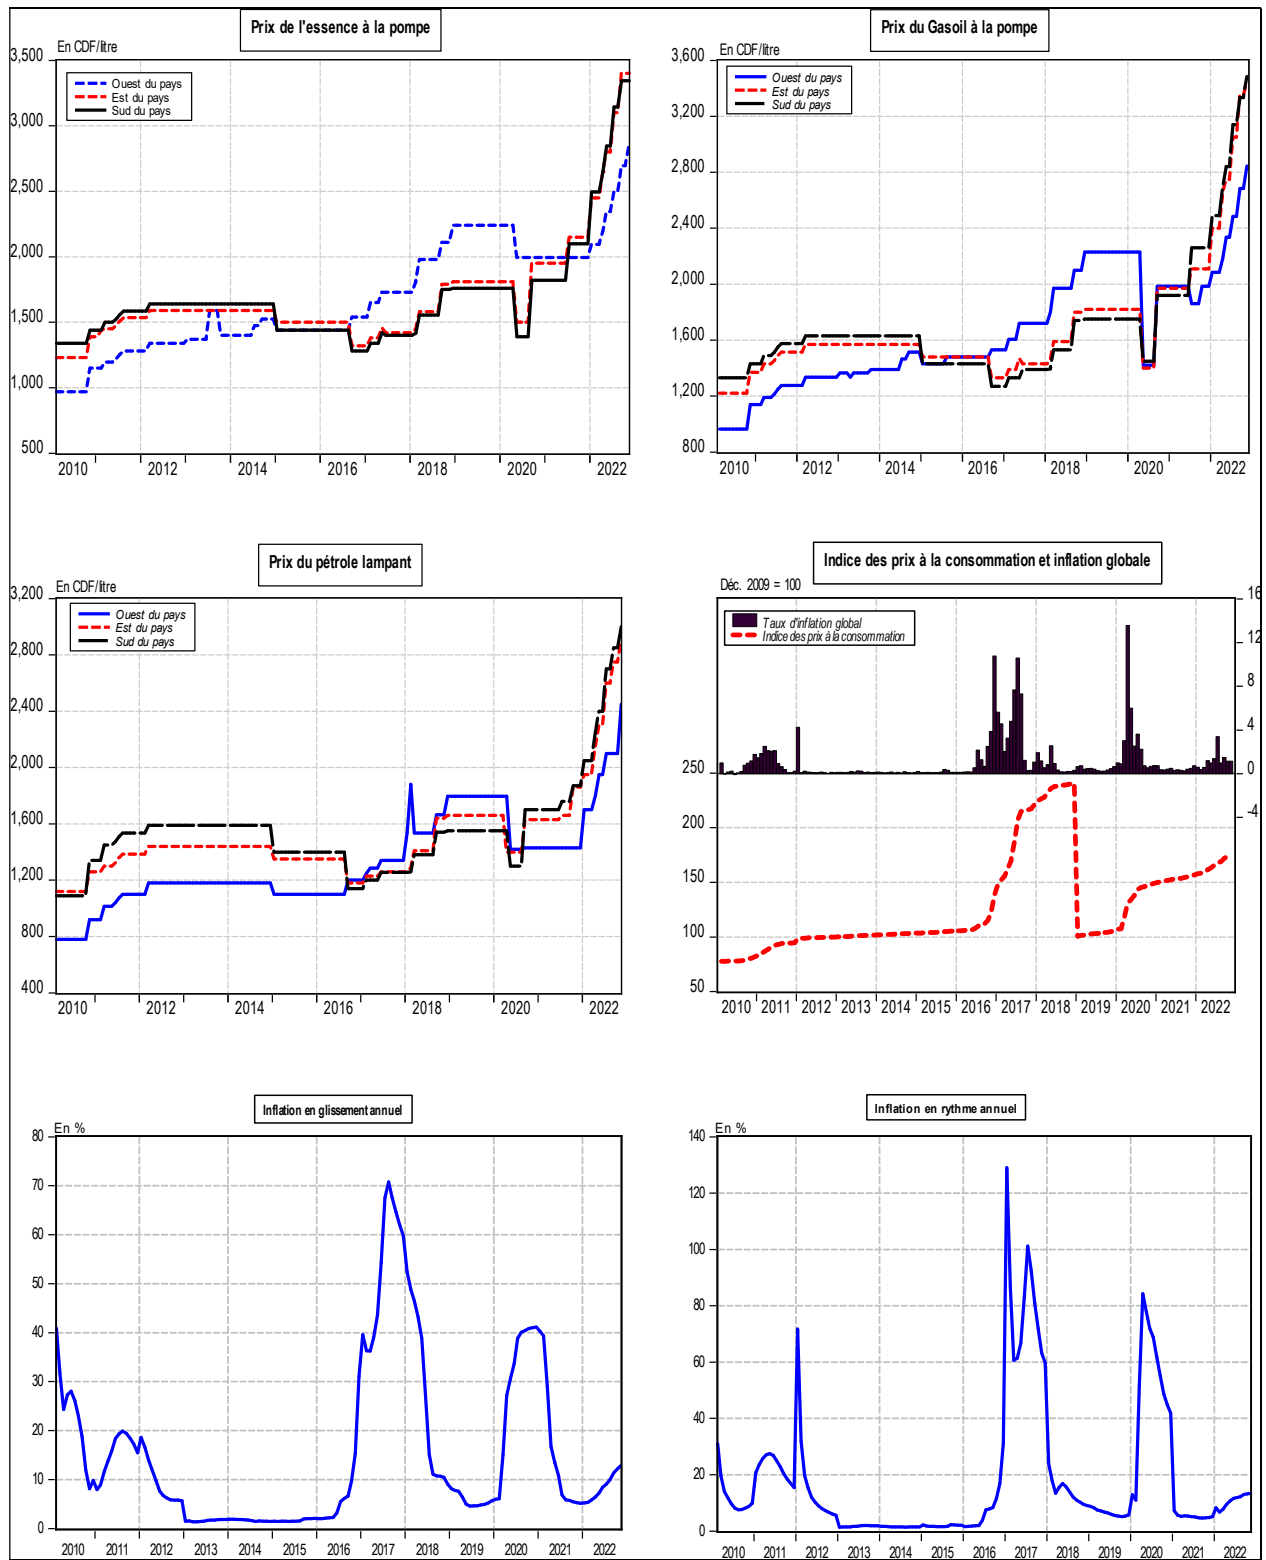 Prix de l'essence à la pompe
En CDF/litre
Ouest du pays
Est du pays
Sud du pays
3,500
3,000
2,500
2,000
1,500
1,000
500
2010 2012 2014 2016 2018 2020 2022
Prix du Gasoil à la pompe
En CDF/litre
Ouest du pays
Est du pays
Sud du pays
3,600
3,200
2,800
2,400
2,000
1,600
1,200
800
2010 2012 2014 2016 2018 2020 2022
Prix du pétrole lampant
En CDF/litre
Ouest du pays
Est du pays
Sud du pays
3,200
2,800
2,400
2,000
1,600
1,200
800
400
2010 2012 2014 2016 2018 2020 2022
Indice des prix à la consommation et inflation globale
Déc. 2009 = 100
Taux d'inflation global
Indice des prix à la consommation
16
12
8
4
0
-4
250
200
150
100
50
2010 2011 2012 2013 2014 2015 2016 2017 2018 2019 2020 2021 2022
Inflation en glissement annuel
En %
80
70
60
50
40
30
20
10
0
2010 2011 2012 2013 2014 2015 2016 2017 2018 2019 2020 2021 2022
Inflation en rythme annuel
En %
140
120
100
80
60
40
20
0
2010 2011 2012 2013 2014 2015 2016 2017 2018 2019 2020 2021 2022